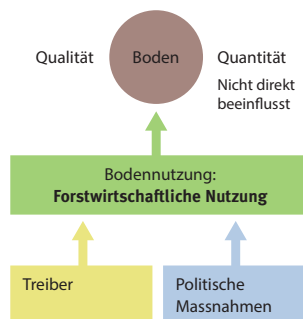 Qualität
Boden
Quantität
Nicht direkt
beeinflusst
Bodennutzung:
Forstwirtschaftliche Nutzung
Treiber
Politische
Massnahmen